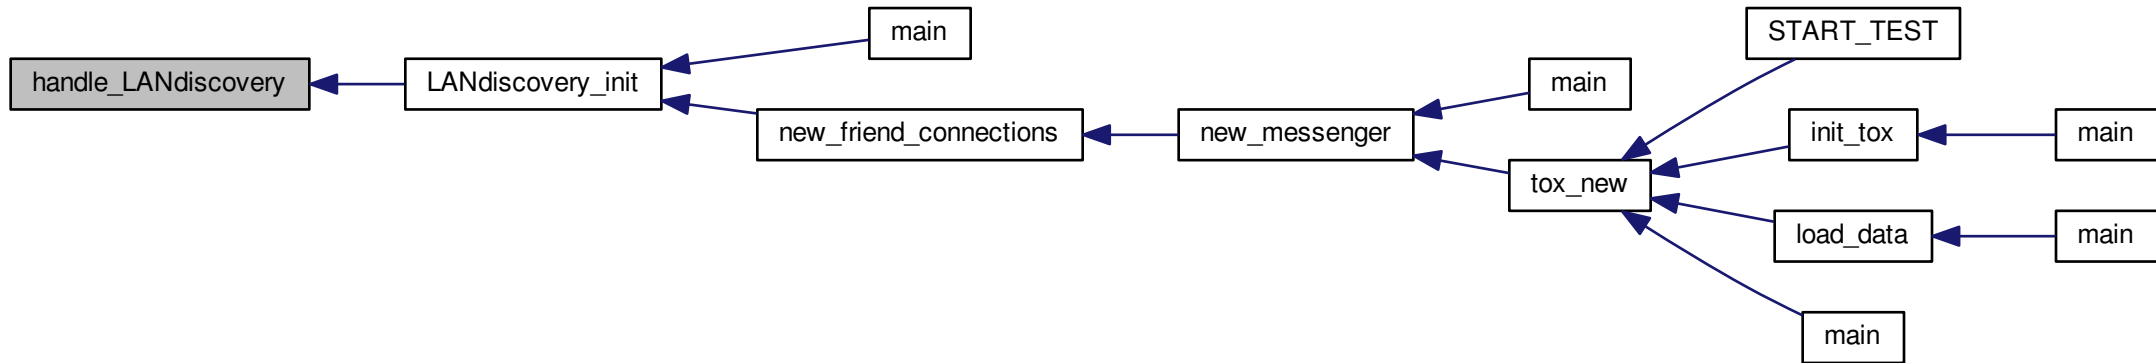 handle_LANdiscovery
LANdiscovery_init
main
new_friend_connections
new_messenger
main
tox_new
START_TEST
init_tox
main
load_data
main
main